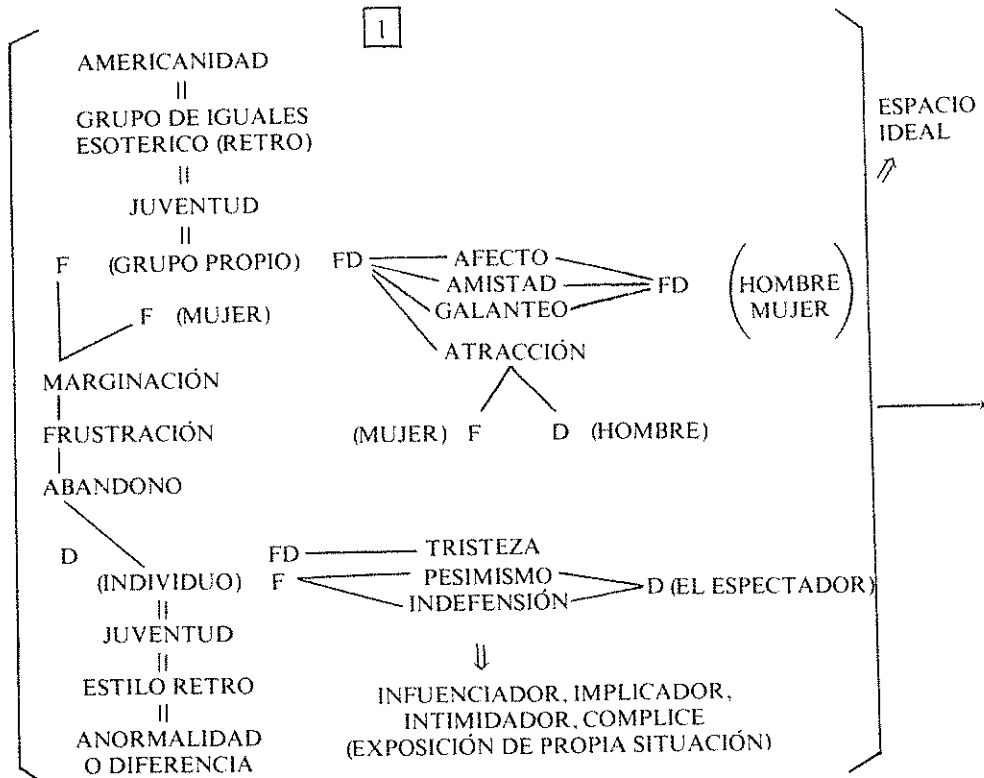 1
AMERICANIDAD
=
GRUPO DE IGUALES
ESOTERICO (RETRO)
=
JUVENTUD
=
F (GRUPO PROPIO) FD AFECTO
AMISTAD FD
GALANTEO
(HOMBRE
MUJER)
ESPACIO
IDEAL
⇗
F (MUJER)
ATRACCIÓN
MARGINACIÓN
FRUSTRACIÓN
(MUJER) F D (HOMBRE)
ABANDONO
D
(INDIVIDUO)
FD TRISTEZA
F PESIMISMO
INDEFENSIÓN
D (EL ESPECTADOR)
=
JUVENTUD
=
ESTILO RETRO
=
ANORMALIDAD
O DIFERENCIA
⇓
INFUENCIADOR, IMPLICADOR,
INTIMIDADOR, COMPLICE
(EXPOSICIÓN DE PROPIA SITUACIÓN)